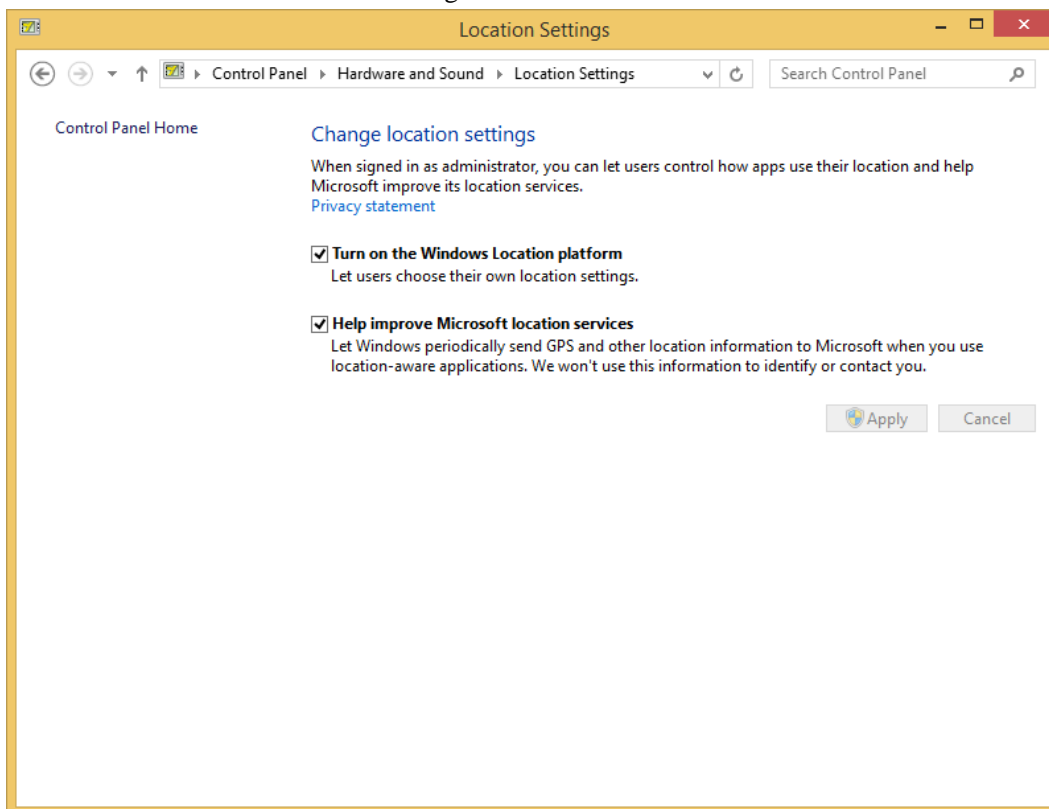 Location Settings
Control Panel Hardware and Sound Location Settings
Search Control Panel
Control Panel Home
Change location settings
When signed in as administrator, you can let users control how apps use their location and help
Microsoft improve its location services.
Privacy statement
Turn on the Windows Location platform
Let users choose their own location settings.
Help improve Microsoft location services
Let Windows periodically send GPS and other location information to Microsoft when you use
location-aware applications. We won't use this information to identify or contact you.
Apply
Cancel